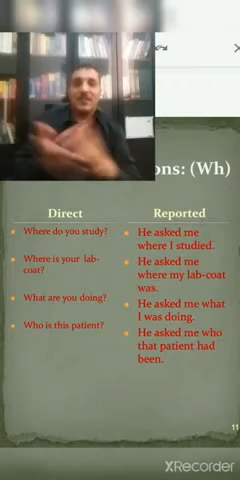 ons: (Wh)
Direct
Where do you study?
Where is your lab-
coat?
What are you doing?
Who is this patient?
Reported
He asked me
where I studied.
He asked me
where my lab-coat
was.
He asked me what
I was doing.
He asked me who
that patient had
been.
11
XRecorder